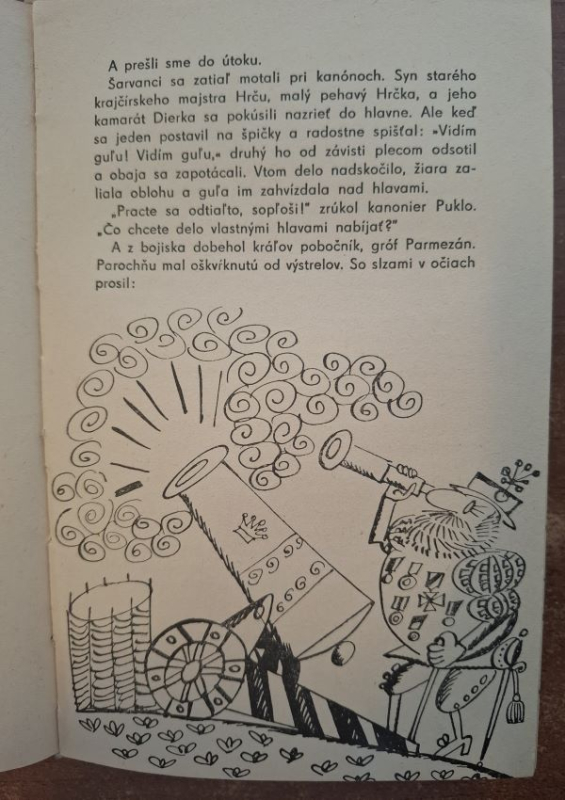 A prešli sme do útoku.
Šarvanci sa zatiaľ motali pri kanónoch. Syn starého
krajčírskeho majstra Hrču, malý pehavý Hrčka, a jeho
kamarát Dierka sa pokúsili nazrieť do hlavne. Ale keď
sa jeden postavil na špičky a radostne spišťal: »Vidím
guľu! Vidím guľu,« druhý ho od závisti plecom odsotil
a obaja sa zapotácali. Vtom delo nadskočilo, žiara za-
liala oblohu a guľa im zahvízdala nad hlavami.
„Practe sa odtiaľto, sopľoši!" zrúkol kanonier Puklo.
„Čo chcete delo vlastnými hlavami nabíjať?"
A z bojiska dobehol kráľov pobočník, gróf Parmezán.
Parochňu mal oškvŕknutú od výstrelov. So slzami v očiach
prosil: